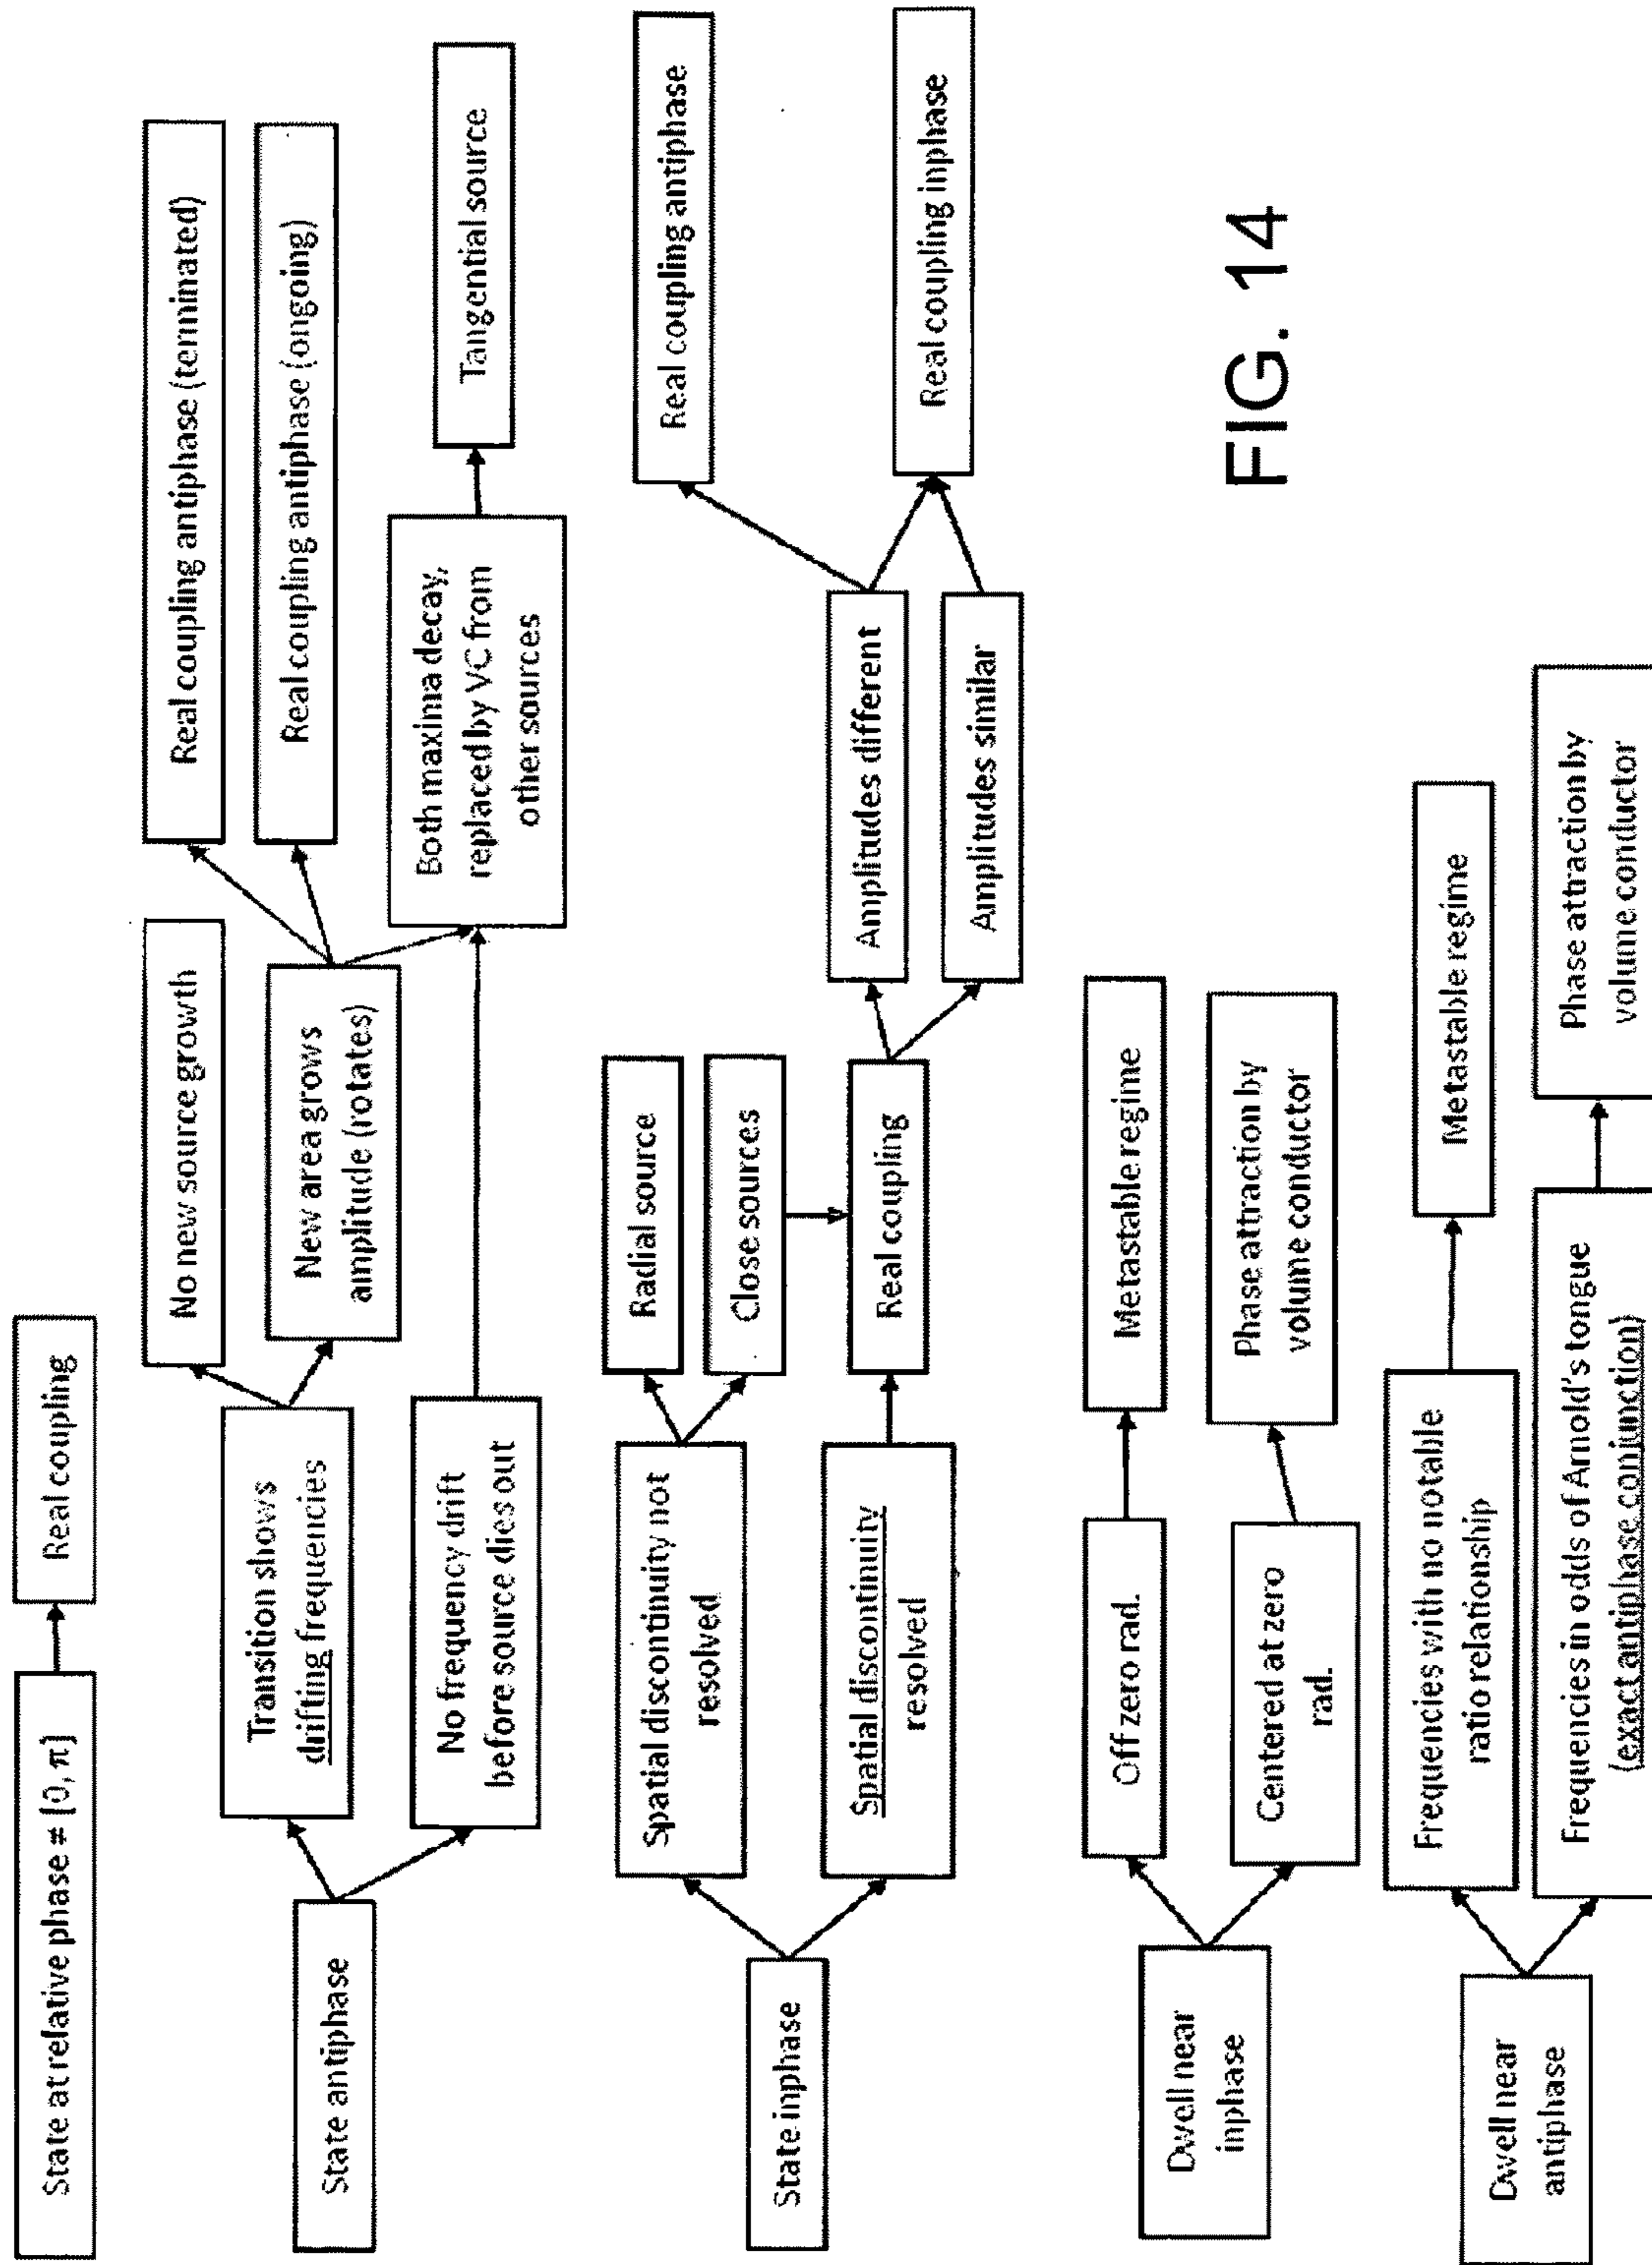 State at relative phase ≠ [0, π]
Real coupling
State antiphase
Transition shows
drifting frequencies
No frequency drift
before source dies out
No new source growth
New area grows
amplitude (rotates)
Real coupling antiphase (terminated)
Real coupling antiphase (ongoing)
Both maxina decay,
replaced by VC from
other sources
Tangential source
State inphase
Spatial discontinuity not
resolved
Spatial discontinuity
resolved
Radial source
Close sources
Real coupling
Amplitudes different
Amplitudes similar
Real coupling antiphase
Real coupling inphase
Dwell near
inphase
Off zero rad.
Centered at zero
rad.
Metastable regime
Phase attraction by
volume conductor
Dwell near
antiphase
Frequencies with no notable
ratio relationship
Frequencies in odds of Arnold's tongue
(exact antiphase conjunction)
Metastable regime
Phase attraction by
volume conductor
FIG. 14